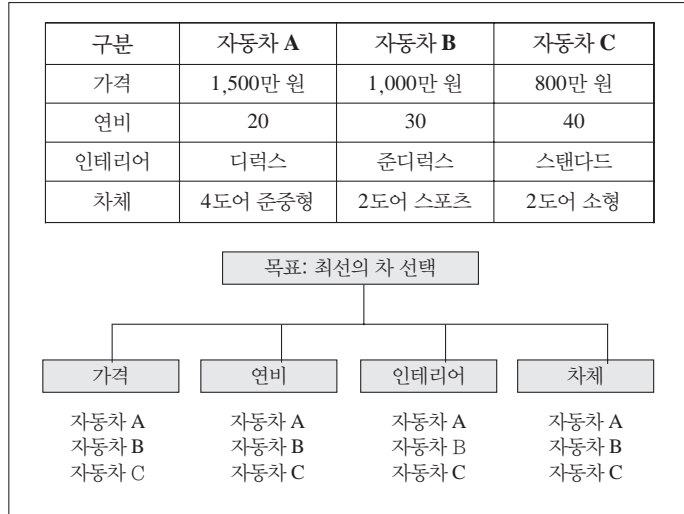 구분 자동차 A 자동차 B 자동차 C
가격 1,500만 원 1,000만 원 800만 원
연비 20 30 40
인테리어 디럭스 준디럭스 스탠다드
차체 4도어 준중형 2도어 스포츠 2도어 소형
목표: 최선의 차 선택
가격 연비 인테리어 차체
자동차 A 자동차 A 자동차 A 자동차 A
자동차 B 자동차 B 자동차 B 자동차 B
자동차 C 자동차 C 자동차 C 자동차 C